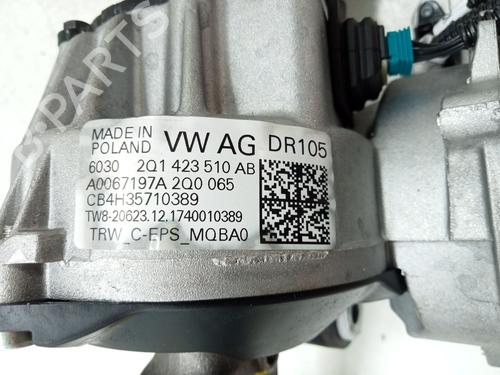 B-PARTS
MADE IN
POLAND VW AG DR105
6030 2Q1 423 510 AB
A0067197A 2Q0 065
CB4H35710389
TW8-20623.12.1740010389
TRW_C-EPS_MQBA0